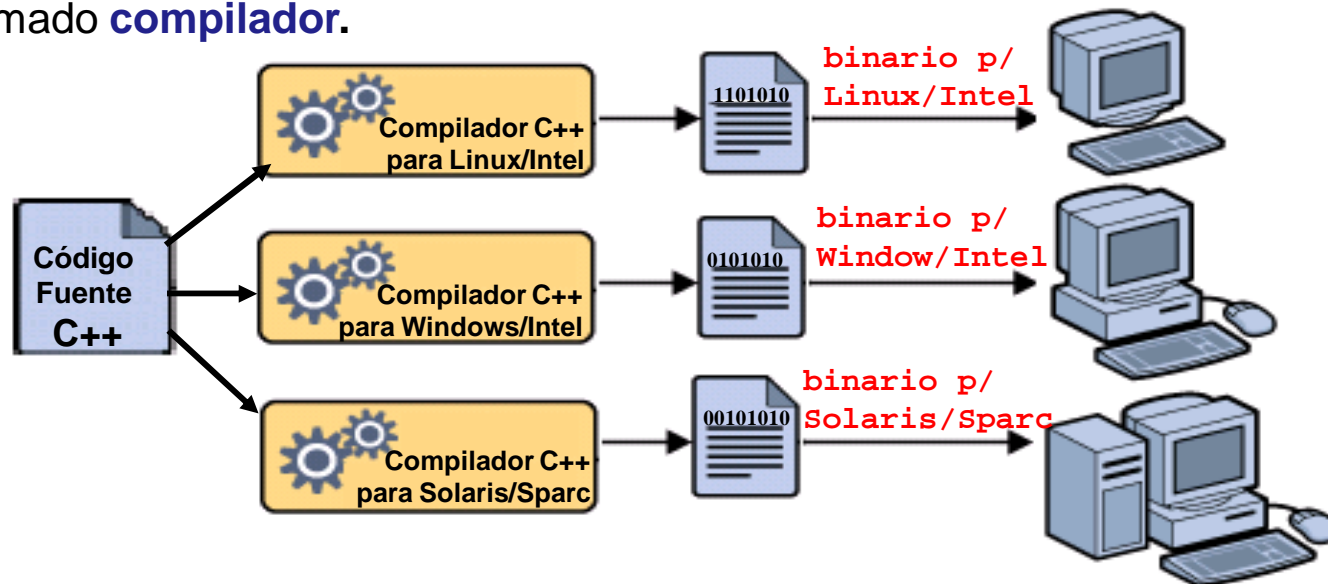 mado compilador.
binario p/
Linux/Intel
1101010
Compilador C++
para Linux/Intel
Código
Fuente
C++
binario p/
Window/Intel
0101010
Compilador C++
para Windows/Intel
binario p/
Solaris/Sparc
00101010
Compilador C++
para Solaris/Sparc